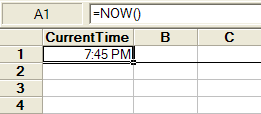 A1 =NOW()
CurrentTime B C
1 7:45 PM
2
3
4